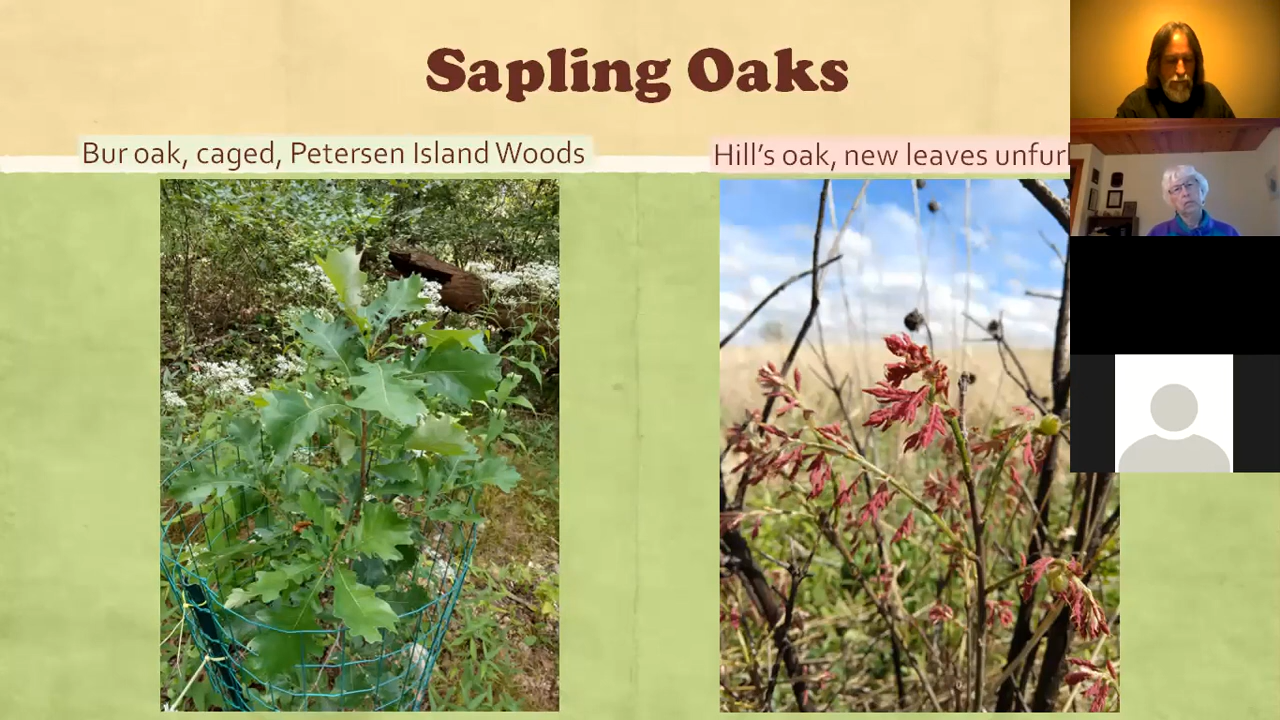 Sapling Oaks
Bur oak, caged, Petersen Island Woods
Hill's oak, new leaves